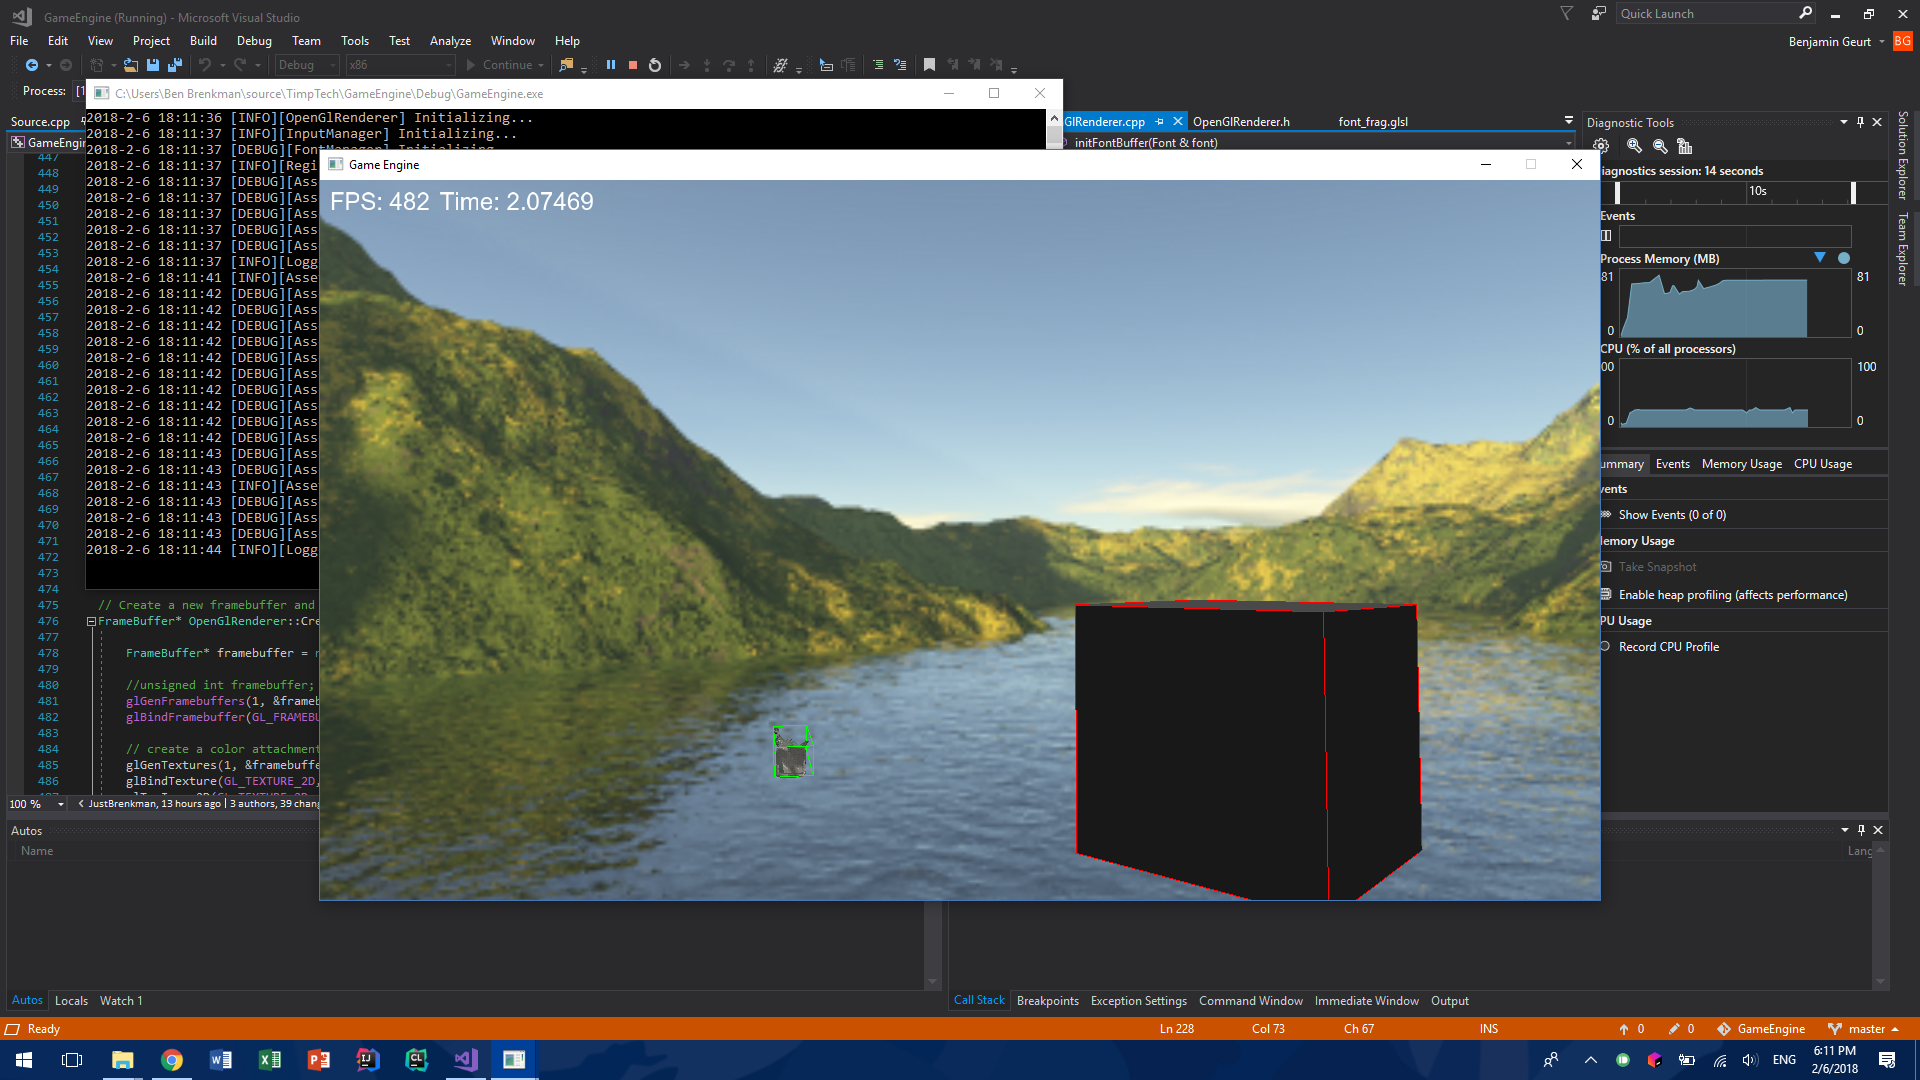 GameEngine (Running) - Microsoft Visual Studio
Quick Launch
File Edit View Project Build Debug Team Tools Test Analyze Window Help
Benjamin Geurt BG
Debug x86 Continue
Process: [1
C:\Users\Ben Brenkman\source\TimpTech\GameEngine\Debug\GameEngine.exe
Source.cpp
GlRenderer.cpp OpenGlRenderer.h font_frag.glsl
GameEngin
initFontBuffer(Font & font)
2018-2-6 18:11:36 [INFO][OpenGlRenderer] Initializing...
2018-2-6 18:11:37 [INFO][InputManager] Initializing...
2018-2-6 18:11:37 [DEBUG][FontManager] Initializing
2018-2-6 18:11:37 [INFO][Regi
2018-2-6 18:11:37 [DEBUG][Ass
2018-2-6 18:11:37 [DEBUG][Ass
2018-2-6 18:11:37 [DEBUG][Ass
2018-2-6 18:11:37 [DEBUG][Ass
2018-2-6 18:11:37 [DEBUG][Ass
2018-2-6 18:11:37 [INFO][Logg
2018-2-6 18:11:41 [INFO][Asse
2018-2-6 18:11:42 [DEBUG][Ass
2018-2-6 18:11:42 [DEBUG][Ass
2018-2-6 18:11:42 [DEBUG][Ass
2018-2-6 18:11:42 [DEBUG][Ass
2018-2-6 18:11:42 [DEBUG][Ass
2018-2-6 18:11:42 [DEBUG][Ass
2018-2-6 18:11:42 [DEBUG][Ass
2018-2-6 18:11:42 [DEBUG][Ass
2018-2-6 18:11:42 [DEBUG][Ass
2018-2-6 18:11:42 [DEBUG][Ass
2018-2-6 18:11:43 [DEBUG][Ass
2018-2-6 18:11:43 [DEBUG][Ass
2018-2-6 18:11:43 [INFO][Asse
2018-2-6 18:11:43 [DEBUG][Ass
2018-2-6 18:11:43 [DEBUG][Ass
2018-2-6 18:11:43 [DEBUG][Ass
2018-2-6 18:11:44 [INFO][Logg
Game Engine
FPS: 482 Time: 2.07469
447
448
449
450
451
452
453
454
455
456
457
458
459
460
461
462
463
464
465
466
467
468
469
470
471
472
473
474
475 // Create a new framebuffer and
476 FrameBuffer* OpenGlRenderer::Cre
477
478 FrameBuffer* framebuffer = n
479
480 //unsigned int framebuffer;
481 glGenFramebuffers(1, &frameb
482 glBindFramebuffer(GL_FRAMEBU
483
484 // create a color attachment
485 glGenTextures(1, &framebuffe
486 glBindTexture(GL_TEXTURE_2D,
100 % JustBrenkman, 13 hours ago | 3 authors, 39 chang
Diagnostic Tools
iagnostics session: 14 seconds
10s
Events
Process Memory (MB)
81 81
0 0
CPU (% of all processors)
00 100
0 0
ummary Events Memory Usage CPU Usage
vents
Show Events (0 of 0)
emory Usage
Take Snapshot
Enable heap profiling (affects performance)
PU Usage
Record CPU Profile
Solution Explorer
Team Explorer
Autos
Name
Lang
Autos Locals Watch 1
Call Stack Breakpoints Exception Settings Command Window Immediate Window Output
Ready Ln 228 Col 73 Ch 67 INS 0 0 GameEngine master
ENG 6:11 PM
2/6/2018